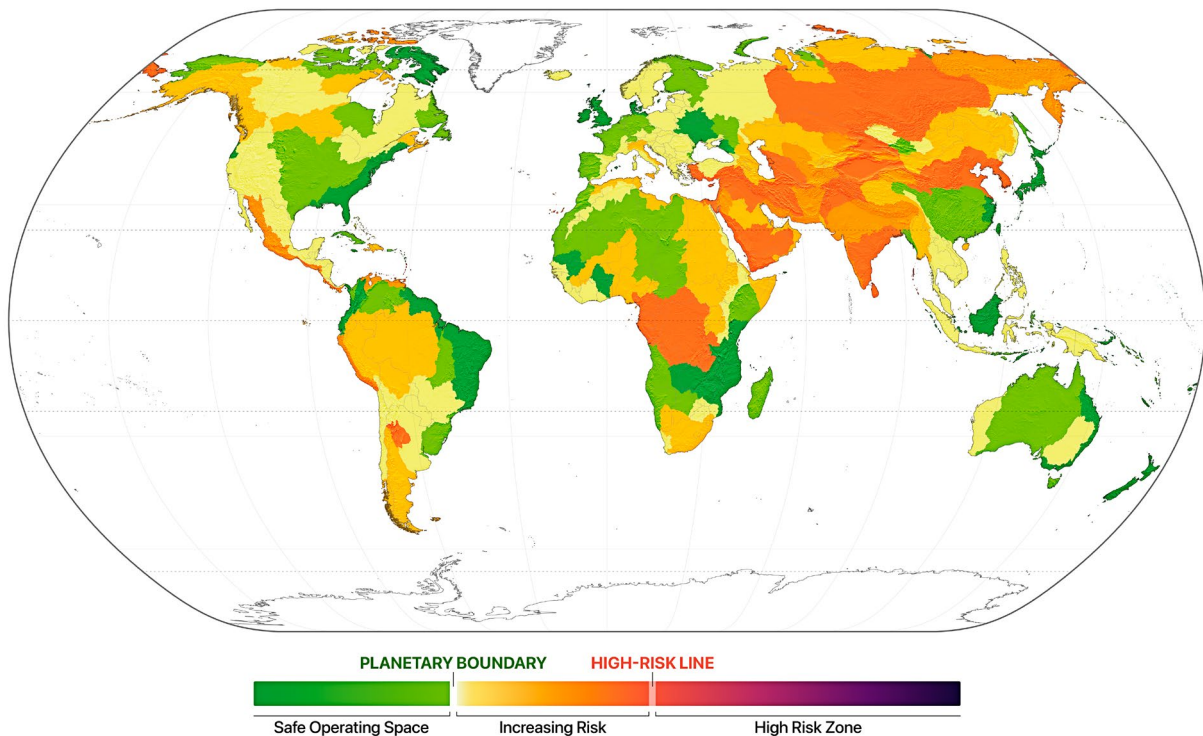 PLANETARY BOUNDARY HIGH-RISK LINE
Safe Operating Space Increasing Risk High Risk Zone